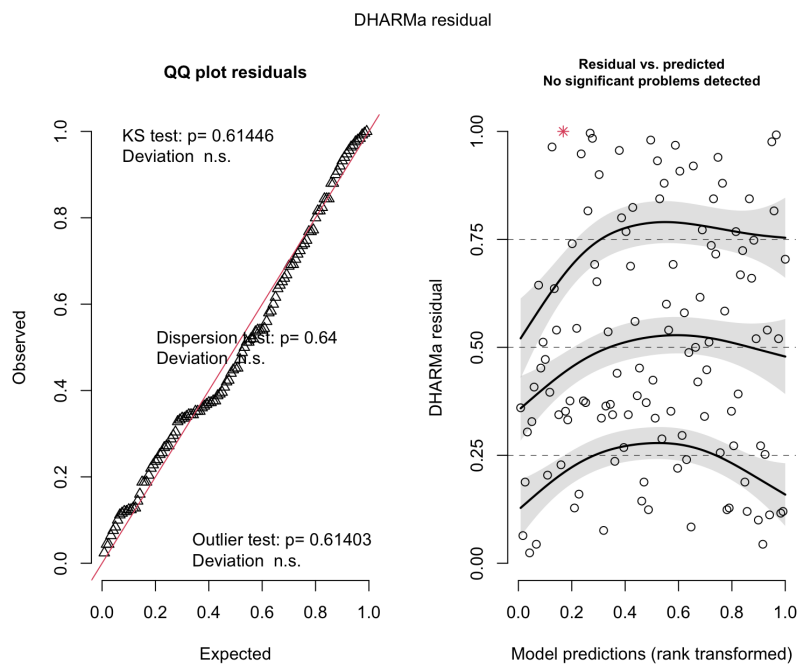 DHARMa residual
QQ plot residuals
KS test: p= 0.61446
Deviation n.s.
Dispersion test: p= 0.64
Deviation n.s.
Outlier test: p= 0.61403
Deviation n.s.
Observed
0.0
0.2
0.4
0.6
0.8
1.0
0.0 0.2 0.4 0.6 0.8 1.0
Expected
Residual vs. predicted
No significant problems detected
DHARMa residual
0.00
0.25
0.50
0.75
1.00
0.0 0.2 0.4 0.6 0.8 1.0
Model predictions (rank transformed)